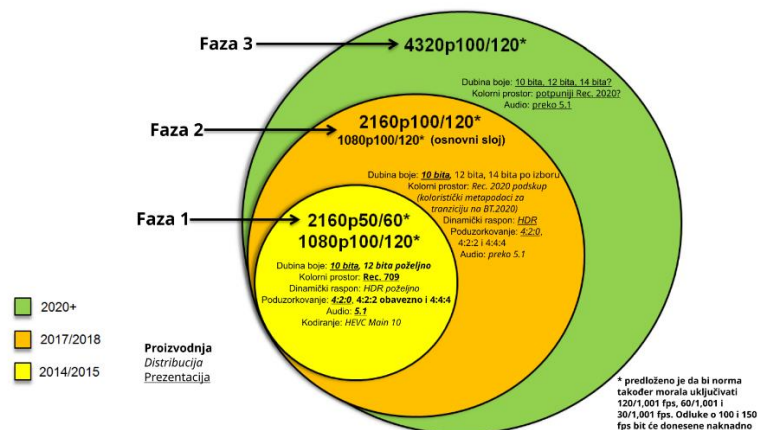 Faza 3
4320p100/120*
Dubina boje: 10 bita, 12 bita, 14 bita?
Kolorni prostor: potpuniji Rec. 2020?
Audio: preko 5.1
Faza 2
2160p100/120*
1080p100/120* (osnovni sloj)
Dubina boje: 10 bita, 12 bita, 14 bita po izboru
Kolorni prostor: Rec. 2020 podskup
(koloristički metapodaci za
tranziciju na BT.2020)
Dinamički raspon: HDR
Poduzorkovanje: 4:2:0,
4:2:2 i 4:4:4
Audio: preko 5.1
Faza 1
2160p50/60*
1080p100/120*
Dubina boje: 10 bita, 12 bita poželjno
Kolorni prostor: Rec. 709
Dinamički raspon: HDR poželjno
Poduzorkovanje: 4:2:0, 4:2:2 obavezno i 4:4:4
Audio: 5.1
Kodiranje: HEVC Main 10
2020+
2017/2018
2014/2015
Proizvodnja
Distribucija
Prezentacija
* predloženo je da bi norma
također morala uključivati
120/1,001 fps, 60/1,001 i
30/1,001 fps. Odluke o 100 i 150
fps bit će donesene naknadno